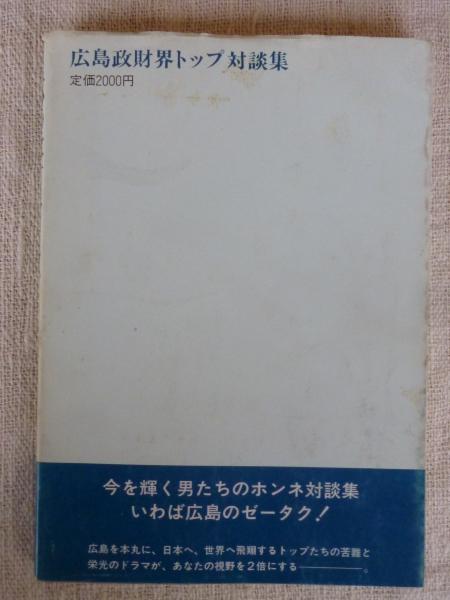 広島政財界トップ対談集
定価2000円
今を輝く男たちのホンネ対談集
いわば広島のゼータク!
広島を本丸に、日本へ、世界へ飛翔するトップたちの苦難と
栄光のドラマが、あなたの視野を2倍にする―――。